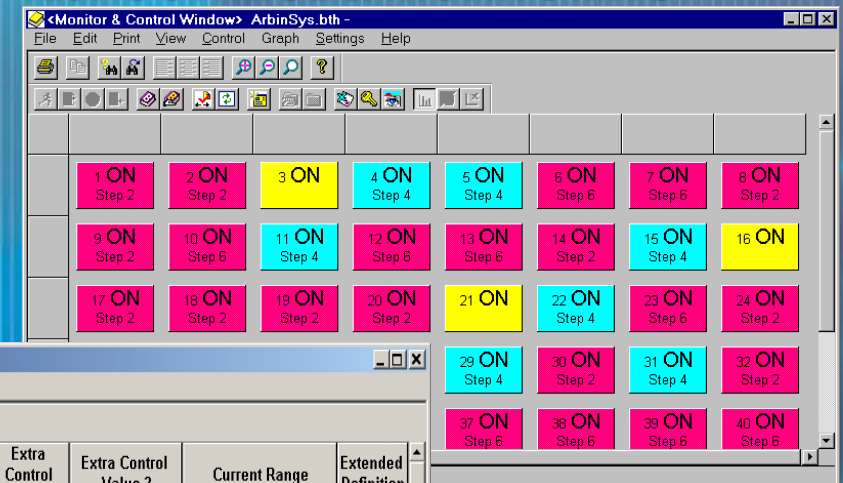 <Monitor & Control Window> ArbinSys.bth -
File Edit Print View Control Graph Settings Help
1 ON 2 ON 3 ON 4 ON 5 ON 6 ON 7 ON 8 ON
Step 2 Step 2 Step 4 Step 4 Step 6 Step 6 Step 2
9 ON 10 ON 11 ON 12 ON 13 ON 14 ON 15 ON 16 ON
Step 2 Step 6 Step 4 Step 6 Step 6 Step 2 Step 4
17 ON 18 ON 19 ON 20 ON 21 ON 22 ON 23 ON 24 ON
Step 2 Step 2 Step 2 Step 2 Step 4 Step 6 Step 2
29 ON 30 ON 31 ON 32 ON
Step 4 Step 2 Step 4 Step 2
37 ON 38 ON 39 ON 40 ON
Step 6 Step 6 Step 6 Step 6
Extra
Control
Extra Control
Value 2
Current Range
Extended
Definition